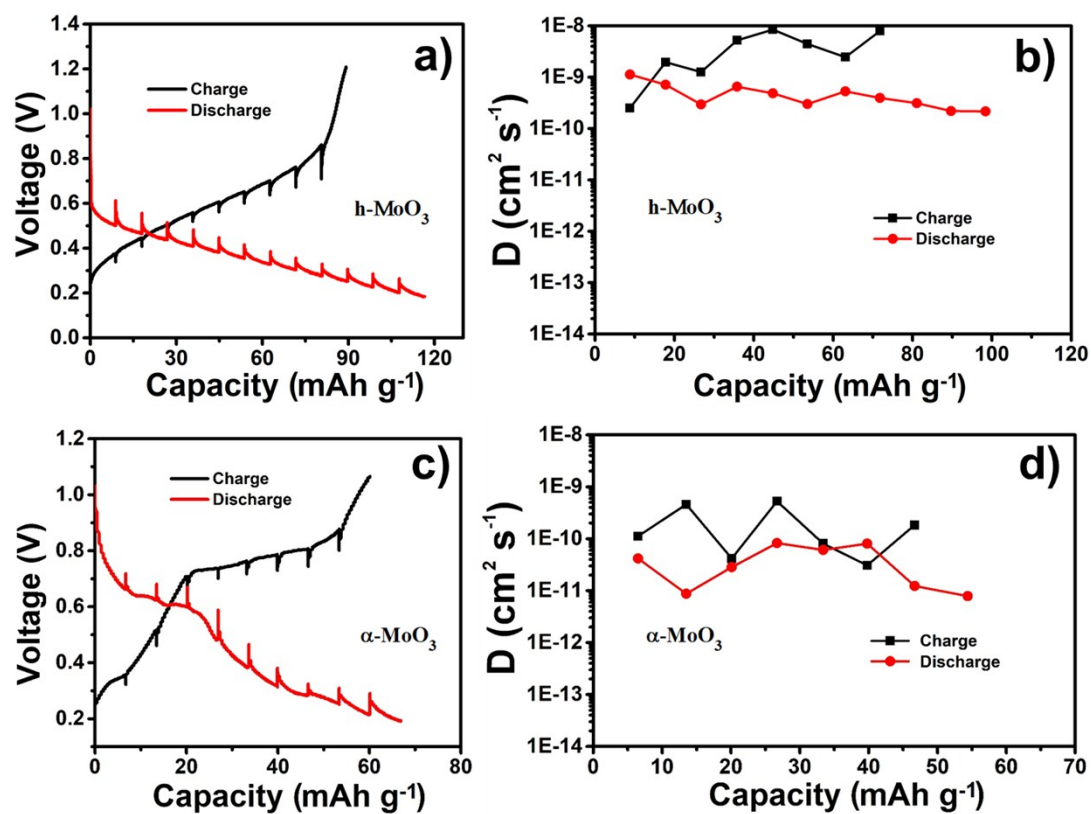 a)
1.4
1.2
1.0
0.8
0.6
0.4
0.2
0.0
Voltage (V)
Charge
Discharge
h-MoO₃
0 30 60 90 120
Capacity (mAh g⁻¹)
b)
1E-8
1E-9
1E-10
1E-11
1E-12
1E-13
1E-14
D (cm² s⁻¹)
h-MoO₃
Charge
Discharge
0 20 40 60 80 100 120
Capacity (mAh g⁻¹)
c)
1.2
1.0
0.8
0.6
0.4
0.2
Voltage (V)
Charge
Discharge
α-MoO₃
0 20 40 60 80
Capacity (mAh g⁻¹)
d)
1E-8
1E-9
1E-10
1E-11
1E-12
1E-13
1E-14
D (cm² s⁻¹)
α-MoO₃
Charge
Discharge
0 10 20 30 40 50 60 70
Capacity (mAh g⁻¹)